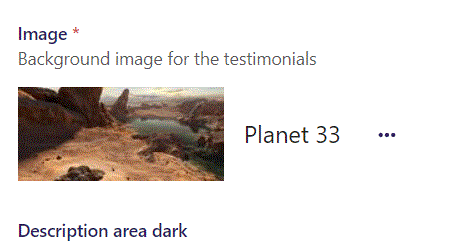 Image *
Background image for the testimonials
Planet 33 •••
Description area dark